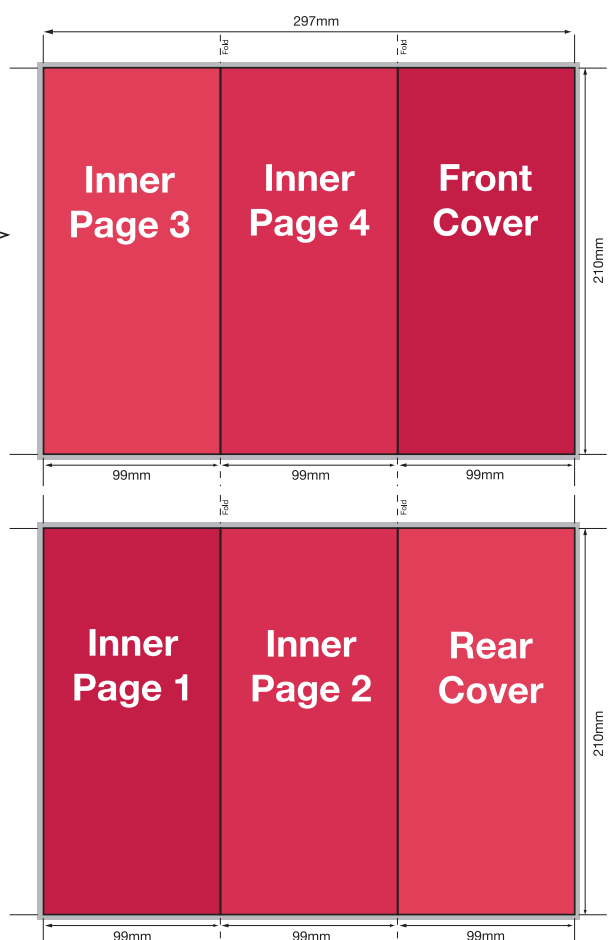 297mm
Fold
Fold
Inner
Page 3
Inner
Page 4
Front
Cover
210mm
99mm
99mm
99mm
Fold
Fold
Inner
Page 1
Inner
Page 2
Rear
Cover
210mm
99mm
99mm
99mm